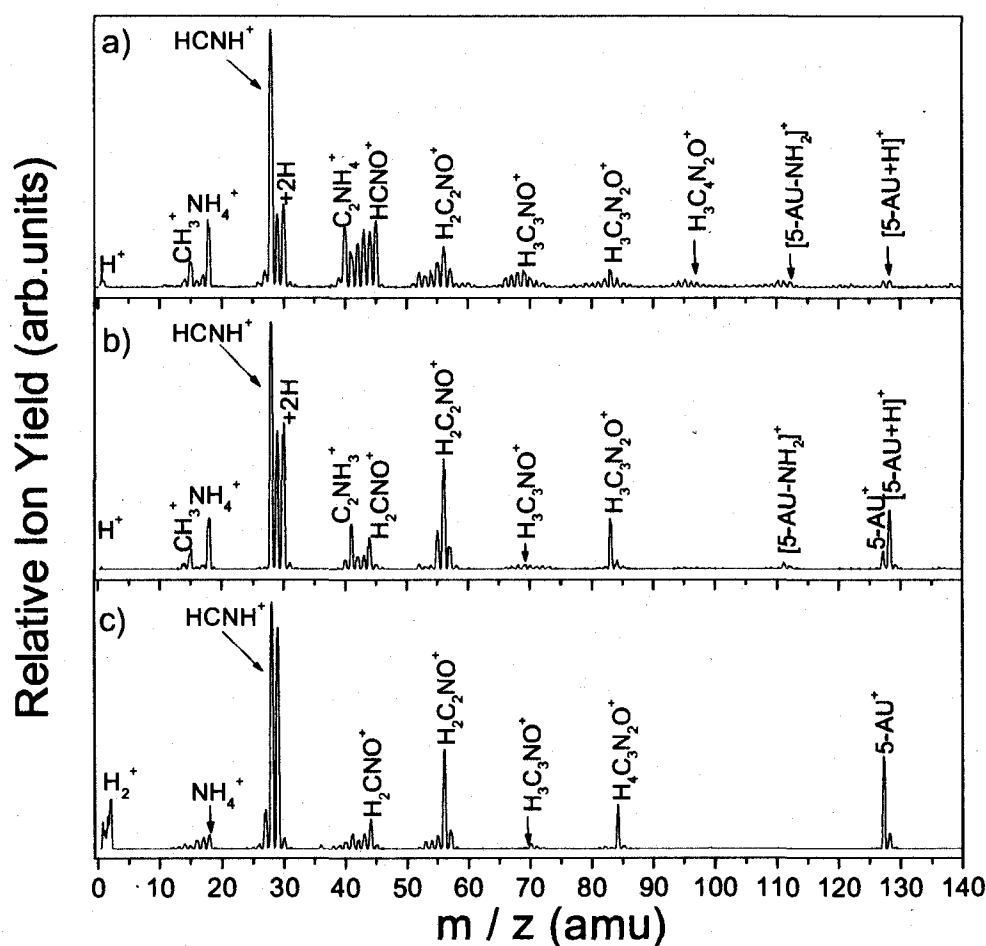 Relative Ion Yield (arb.units)
a)
HCNH⁺
H⁺
CH₃⁺
NH₄⁺
+2H
C₂NH₄⁺
HCNO⁺
H₂C₂NO⁺
H₃C₃NO⁺
H₃C₃N₂O⁺
H₃C₄N₂O⁺
[5-AU-NH₂]⁺
[5-AU+H]⁺
b)
HCNH⁺
H⁺
CH₃⁺
NH₄⁺
+2H
C₂NH₃⁺
H₂CNO⁺
H₂C₂NO⁺
H₃C₃NO⁺
H₃C₃N₂O⁺
[5-AU-NH₂]⁺
5-AU⁺
[5-AU+H]⁺
c)
HCNH⁺
H₂⁺
NH₄⁺
H₂CNO⁺
H₂C₂NO⁺
H₃C₃NO⁺
H₄C₃N₂O⁺
5-AU⁺
0 10 20 30 40 50 60 70 80 90 100 110 120 130 140
m / z (amu)